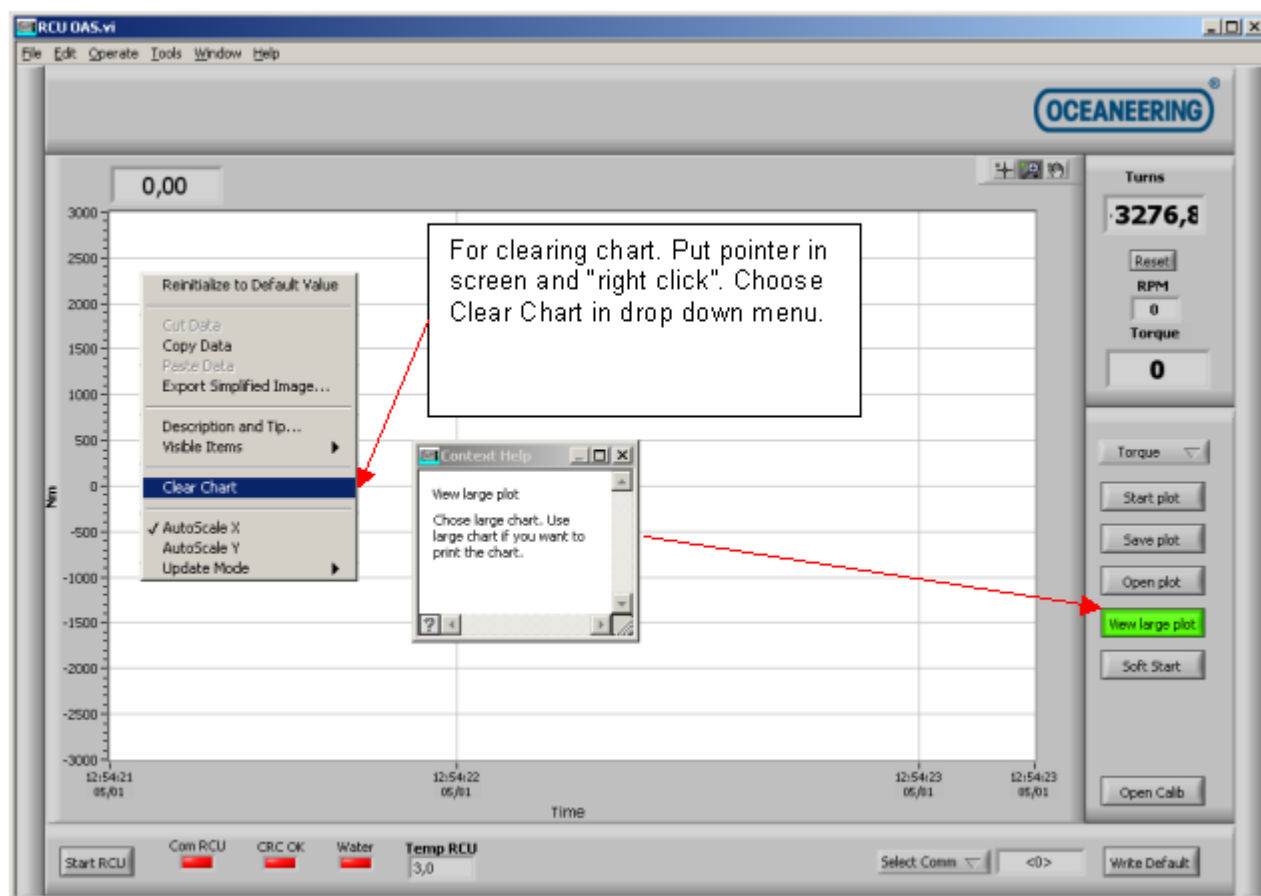 RCU OAS.vi
File Edit Operate Tools Window Help
OCEANEERING®
0,00
Turns
-3276,8
Reset
RPM
0
Torque
0
3000
2500
2000
1500
1000
500
0
-500
-1000
-1500
-2000
-2500
-3000
Nm
For clearing chart. Put pointer in
screen and "right click". Choose
Clear Chart in drop down menu.
Reinitialize to Default Value
Cut Data
Copy Data
Paste Data
Export Simplified Image...
Description and Tip...
Visible Items
Clear Chart
AutoScale X
AutoScale Y
Update Mode
Context Help
View large plot
Chose large chart. Use
large chart if you want to
print the chart.
?
Torque
Start plot
Save plot
Open plot
View large plot
Soft Start
Open Calib
12:54:21
05/01
12:54:22
05/01
12:54:23
05/01
12:54:23
05/01
Time
Start RCU
Com RCU
CRC OK
Water
Temp RCU
3,0
Select Comm
<0>
Write Default